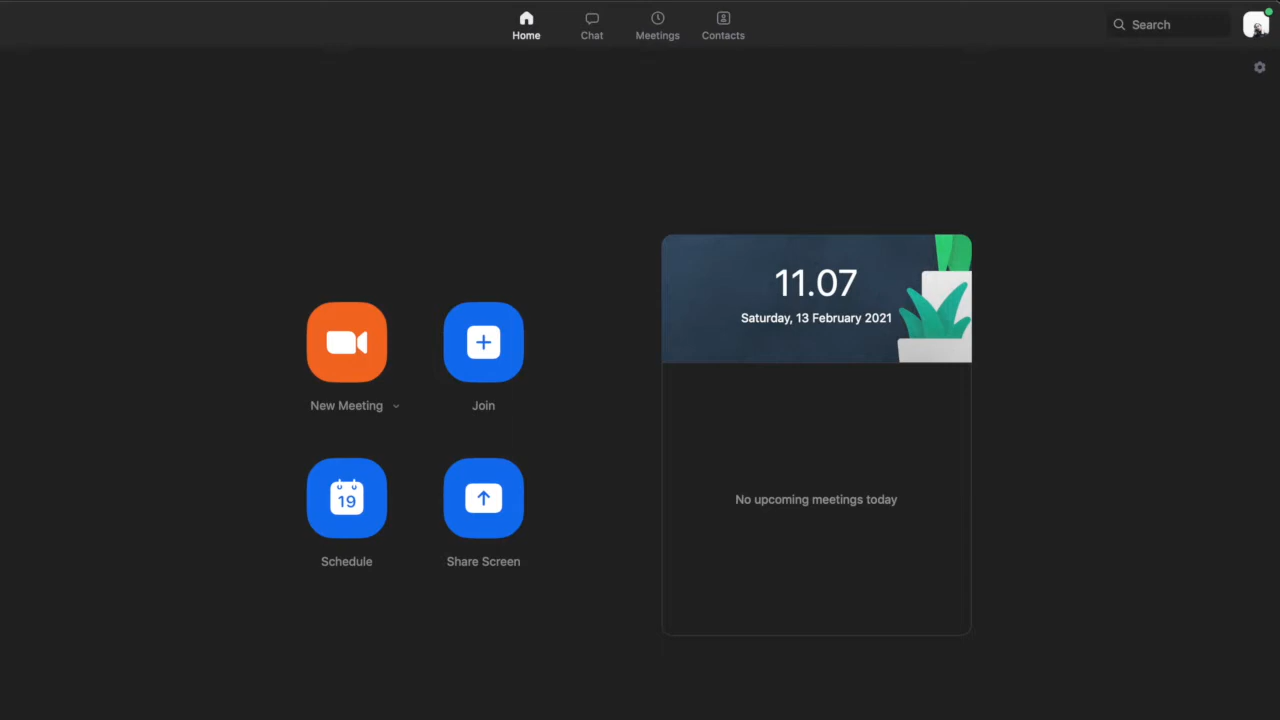 Home
Chat
Meetings
Contacts
Search
11.07
Saturday, 13 February 2021
New Meeting
Join
19
Schedule
Share Screen
No upcoming meetings today